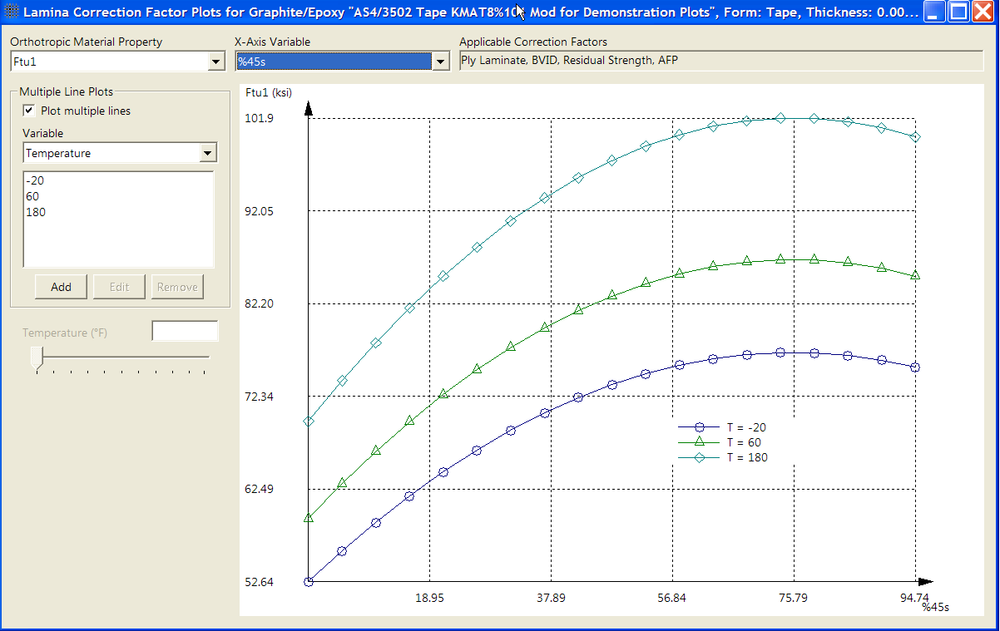 Lamina Correction Factor Plots for Graphite/Epoxy "AS4/3502 Tape KMAT8%10 Mod for Demonstration Plots", Form: Tape, Thickness: 0.00...
Orthotropic Material Property
X-Axis Variable
Applicable Correction Factors
Ftu1
%45s
Ply Laminate, BVID, Residual Strength, AFP
Multiple Line Plots
Plot multiple lines
Variable
Temperature
-20
60
180
Add
Edit
Remove
Temperature (°F)
Ftu1 (ksi)
101.9
92.05
82.20
72.34
62.49
52.64
T = -20
T = 60
T = 180
18.95
37.89
56.84
75.79
94.74
%45s